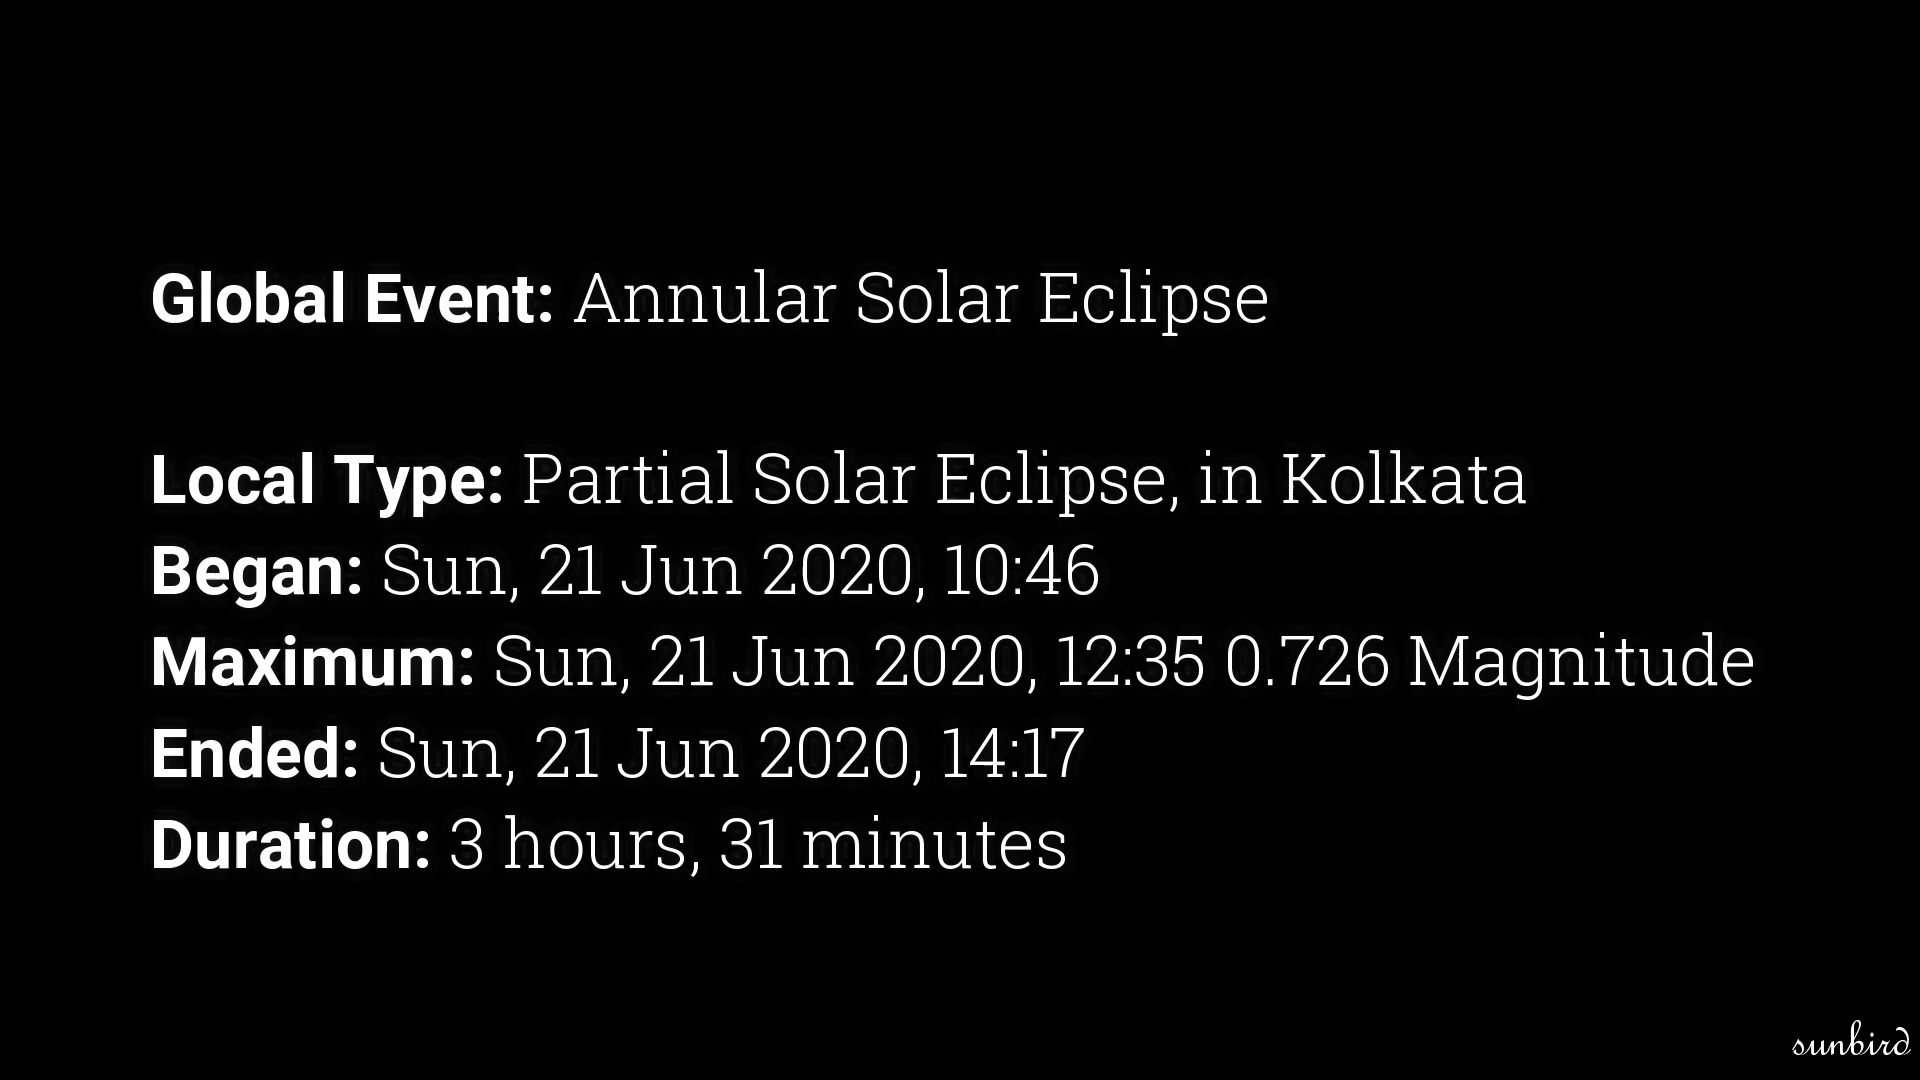 Global Event: Annular Solar Eclipse
Local Type: Partial Solar Eclipse, in Kolkata
Began: Sun, 21 Jun 2020, 10:46
Maximum: Sun, 21 Jun 2020, 12:35 0.726 Magnitude
Ended: Sun, 21 Jun 2020, 14:17
Duration: 3 hours, 31 minutes
sunbird